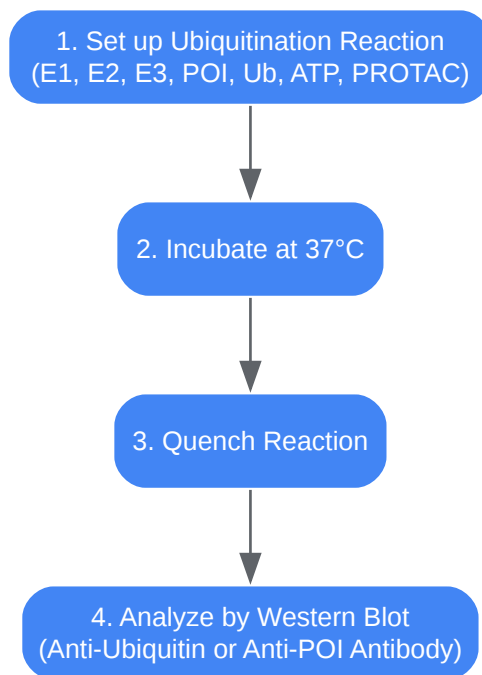 1. Set up Ubiquitination Reaction
(E1, E2, E3, POI, Ub, ATP, PROTAC)
2. Incubate at 37°C
3. Quench Reaction
4. Analyze by Western Blot
(Anti-Ubiquitin or Anti-POI Antibody)